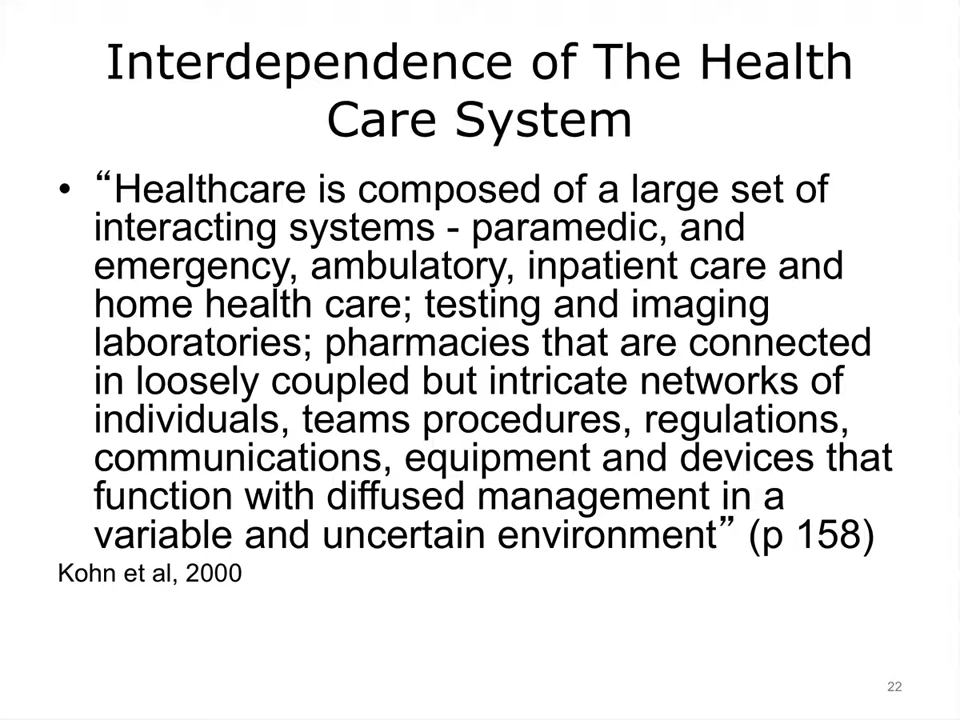 Interdependence of The Health
Care System
• “Healthcare is composed of a large set of
interacting systems - paramedic, and
emergency, ambulatory, inpatient care and
home health care; testing and imaging
laboratories; pharmacies that are connected
in loosely coupled but intricate networks of
individuals, teams procedures, regulations,
communications, equipment and devices that
function with diffused management in a
variable and uncertain environment” (p 158)
Kohn et al, 2000
22